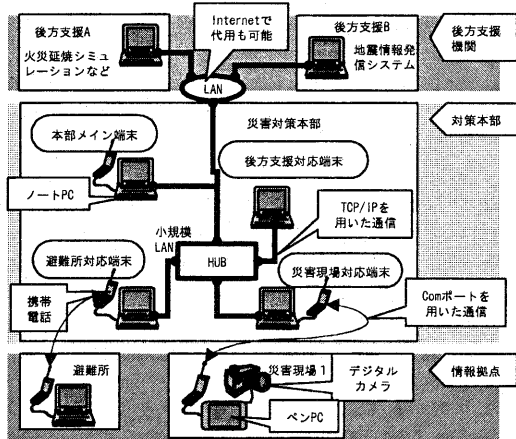 後方支援A
火災延焼シミュ
レーションなど
Internetで
代用も可能
後方支援B
地震情報発
信システム
後方支援
機関
LAN
災害対策本部
対策本部
本部メイン端末
後方支援対応端末
ノートPC
TCP/IPを
用いた通信
小規模
LAN
HUB
避難所対応端末
災害現場対応端末
携帯
電話
Comポートを
用いた通信
避難所
災害現場1
デジタル
カメラ
情報拠点
ペンPC